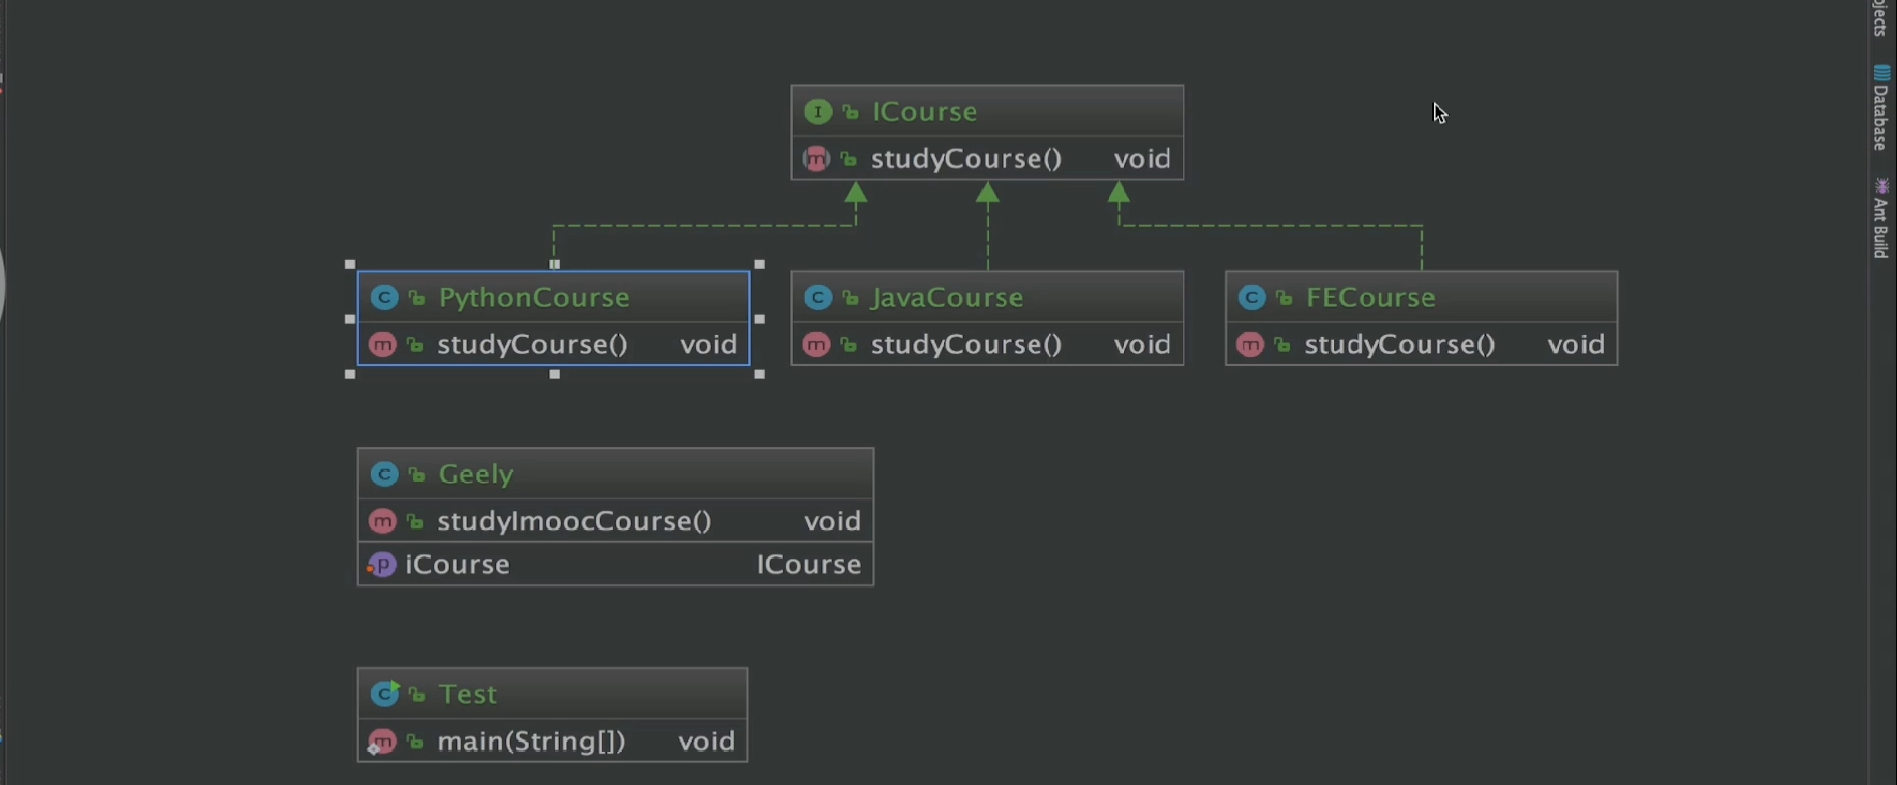 ICourse
studyCourse() void
PythonCourse
studyCourse() void
JavaCourse
studyCourse() void
FECourse
studyCourse() void
Geely
studyImoocCourse() void
iCourse ICourse
Test
main(String[]) void
Database
Ant Build